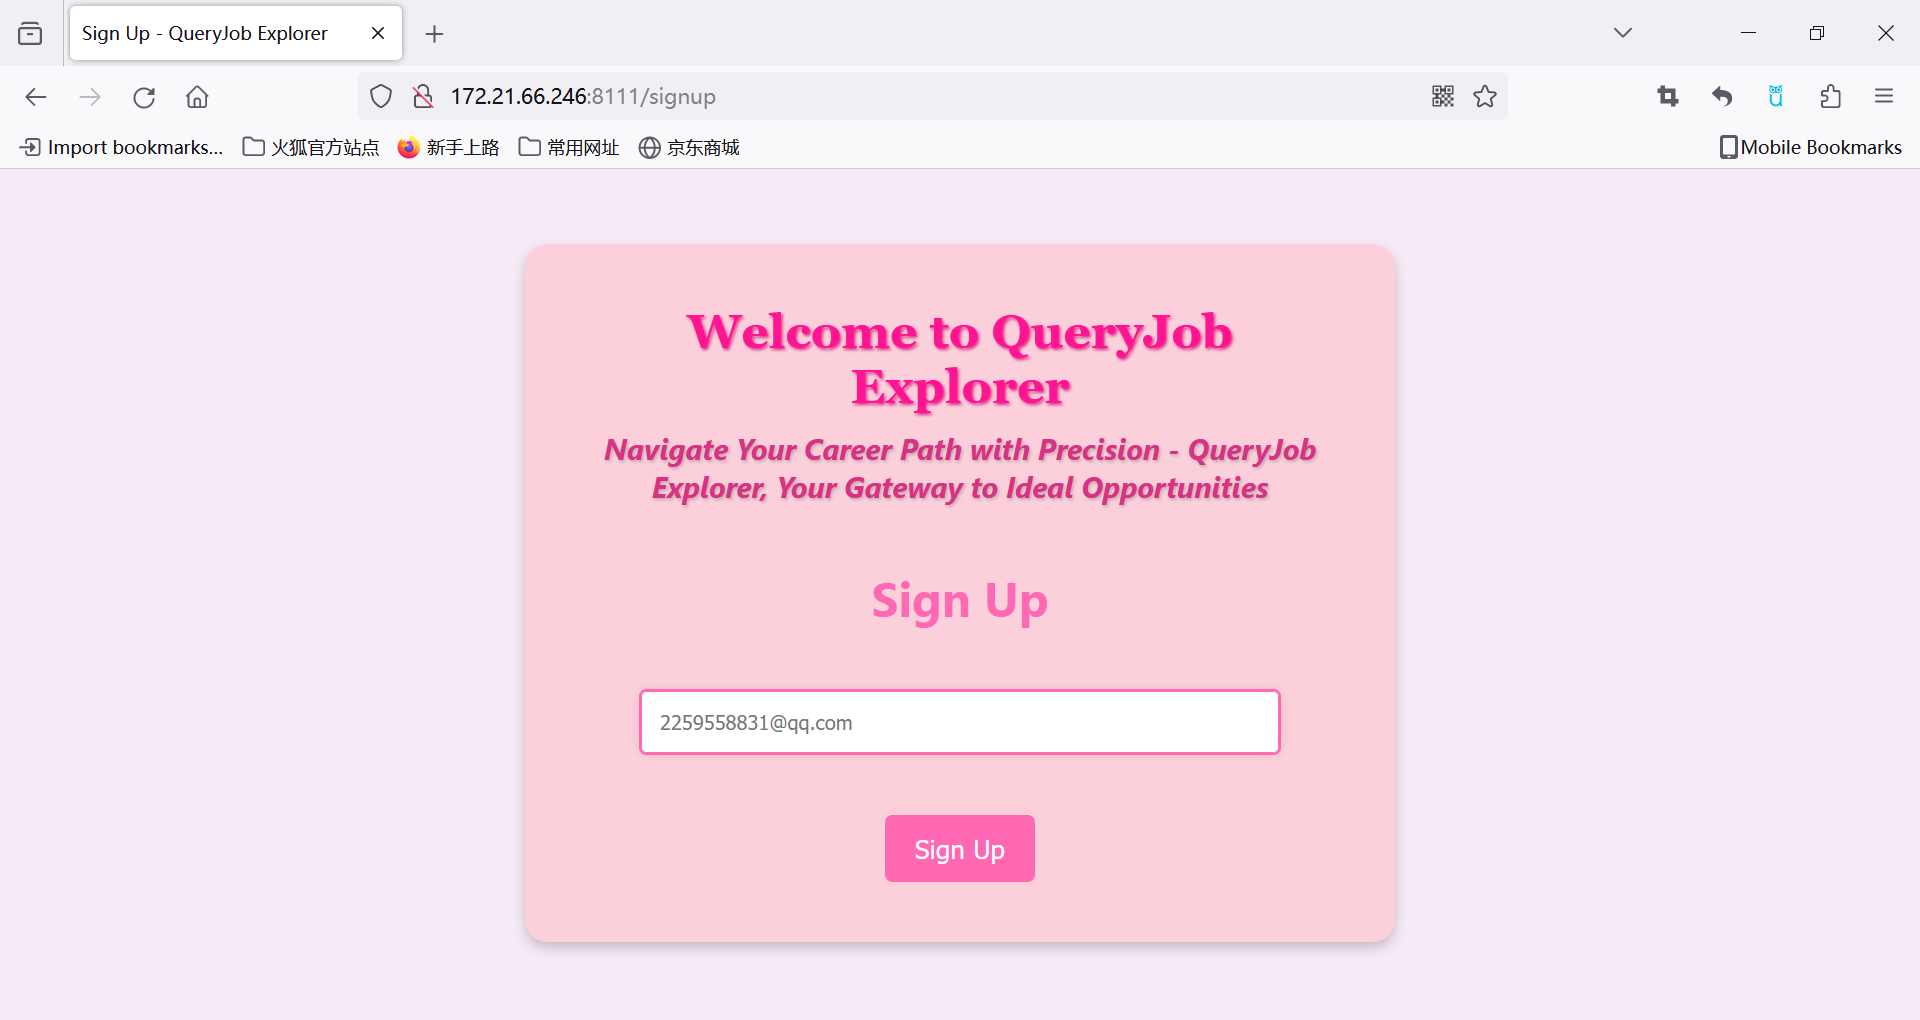 Sign Up - QueryJob Explorer
172.21.66.246:8111/signup
Import bookmarks... 火狐官方站点 新手上路 常用网址 京东商城 Mobile Bookmarks
Welcome to QueryJob
Explorer
Navigate Your Career Path with Precision - QueryJob
Explorer, Your Gateway to Ideal Opportunities
Sign Up
2259558831@qq.com
Sign Up